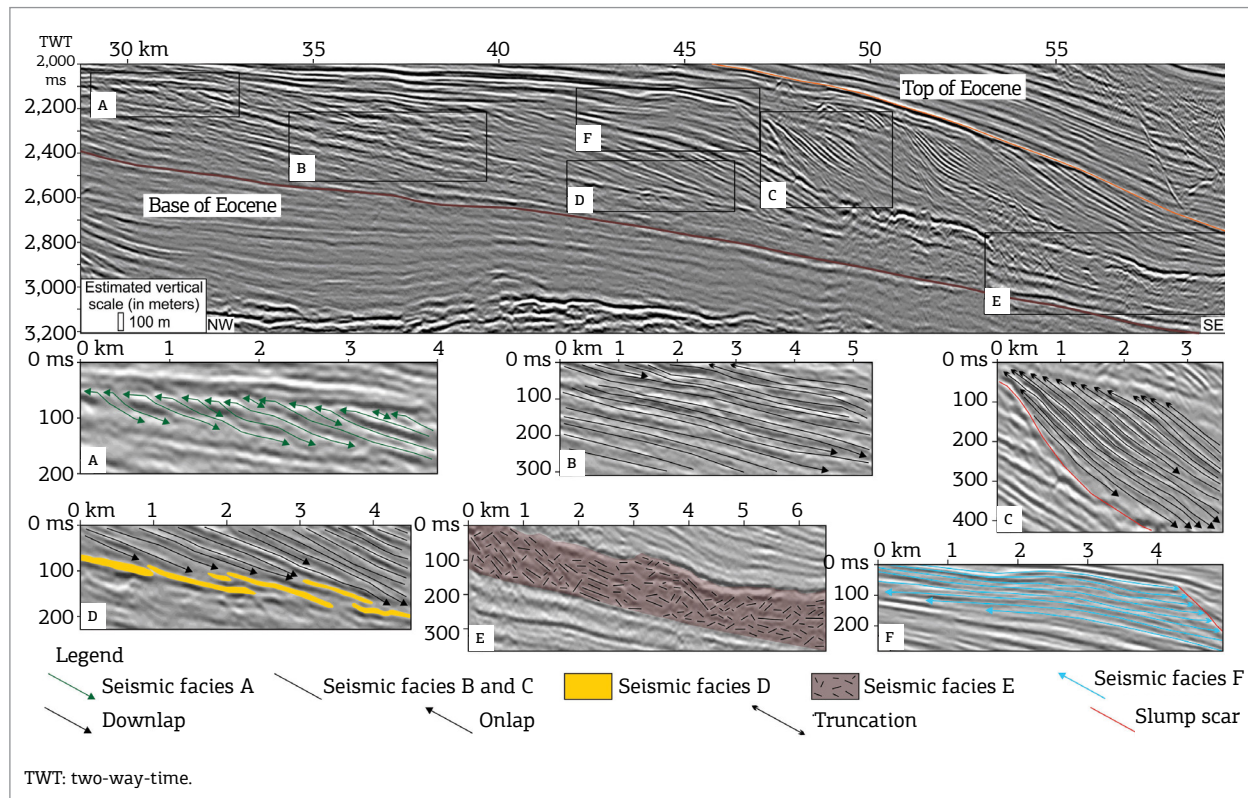 TWT 30 km 35 40 45 50 55
2,000
ms
2,200
2,400
2,600
2,800
3,000
3,200
A
B
F
D
C
E
Top of Eocene
Base of Eocene
Estimated vertical
scale (in meters)
100 m
NW
SE
0 km 1 2 3 4
0 ms
100
200
A
0 km 1 2 3 4 5
0 ms
100
200
300
B
0 km 1 2 3
0 ms
100
200
300
400
C
0 km 1 2 3 4
0 ms
100
200
D
0 km 1 2 3 4 5 6
0 ms
100
200
300
E
0 km 1 2 3 4
0 ms
100
200
F
Legend
Seismic facies A Seismic facies B and C Seismic facies D Seismic facies E Seismic facies F
Downlap Onlap Truncation Slump scar
TWT: two-way-time.